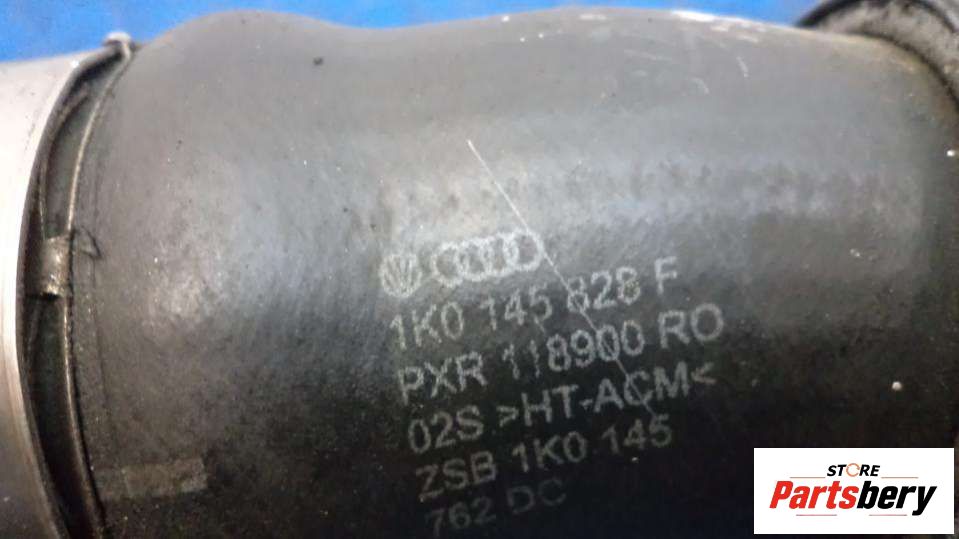 1K0 145 828 F
PXR 118900 RO
02S >HT-ACM<
ZSB 1K0 145
762 DC
STORE
Partsbery